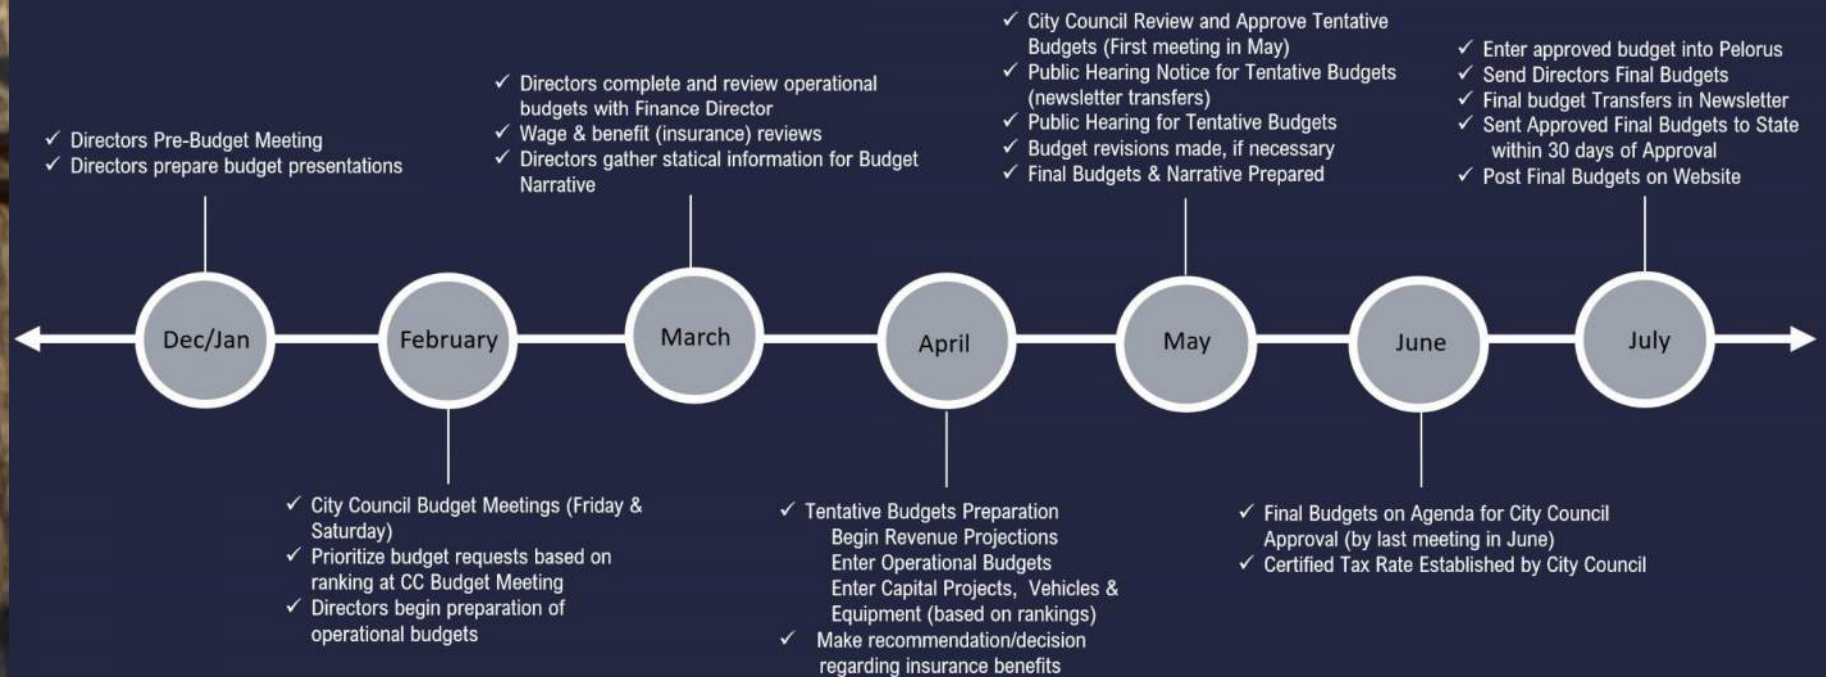 ✓ Directors Pre-Budget Meeting
✓ Directors prepare budget presentations
✓ Directors complete and review operational
budgets with Finance Director
✓ Wage & benefit (insurance) reviews
✓ Directors gather statical information for Budget
Narrative
✓ City Council Review and Approve Tentative
Budgets (First meeting in May)
✓ Public Hearing Notice for Tentative Budgets
(newsletter transfers)
✓ Public Hearing for Tentative Budgets
✓ Budget revisions made, if necessary
✓ Final Budgets & Narrative Prepared
✓ Enter approved budget into Pelorus
✓ Send Directors Final Budgets
✓ Final budget Transfers in Newsletter
✓ Sent Approved Final Budgets to State
within 30 days of Approval
✓ Post Final Budgets on Website
Dec/Jan
February
March
April
May
June
July
✓ City Council Budget Meetings (Friday &
Saturday)
✓ Prioritize budget requests based on
ranking at CC Budget Meeting
✓ Directors begin preparation of
operational budgets
✓ Tentative Budgets Preparation
Begin Revenue Projections
Enter Operational Budgets
Enter Capital Projects, Vehicles &
Equipment (based on rankings)
✓ Make recommendation/decision
regarding insurance benefits
✓ Final Budgets on Agenda for City Council
Approval (by last meeting in June)
✓ Certified Tax Rate Established by City Council